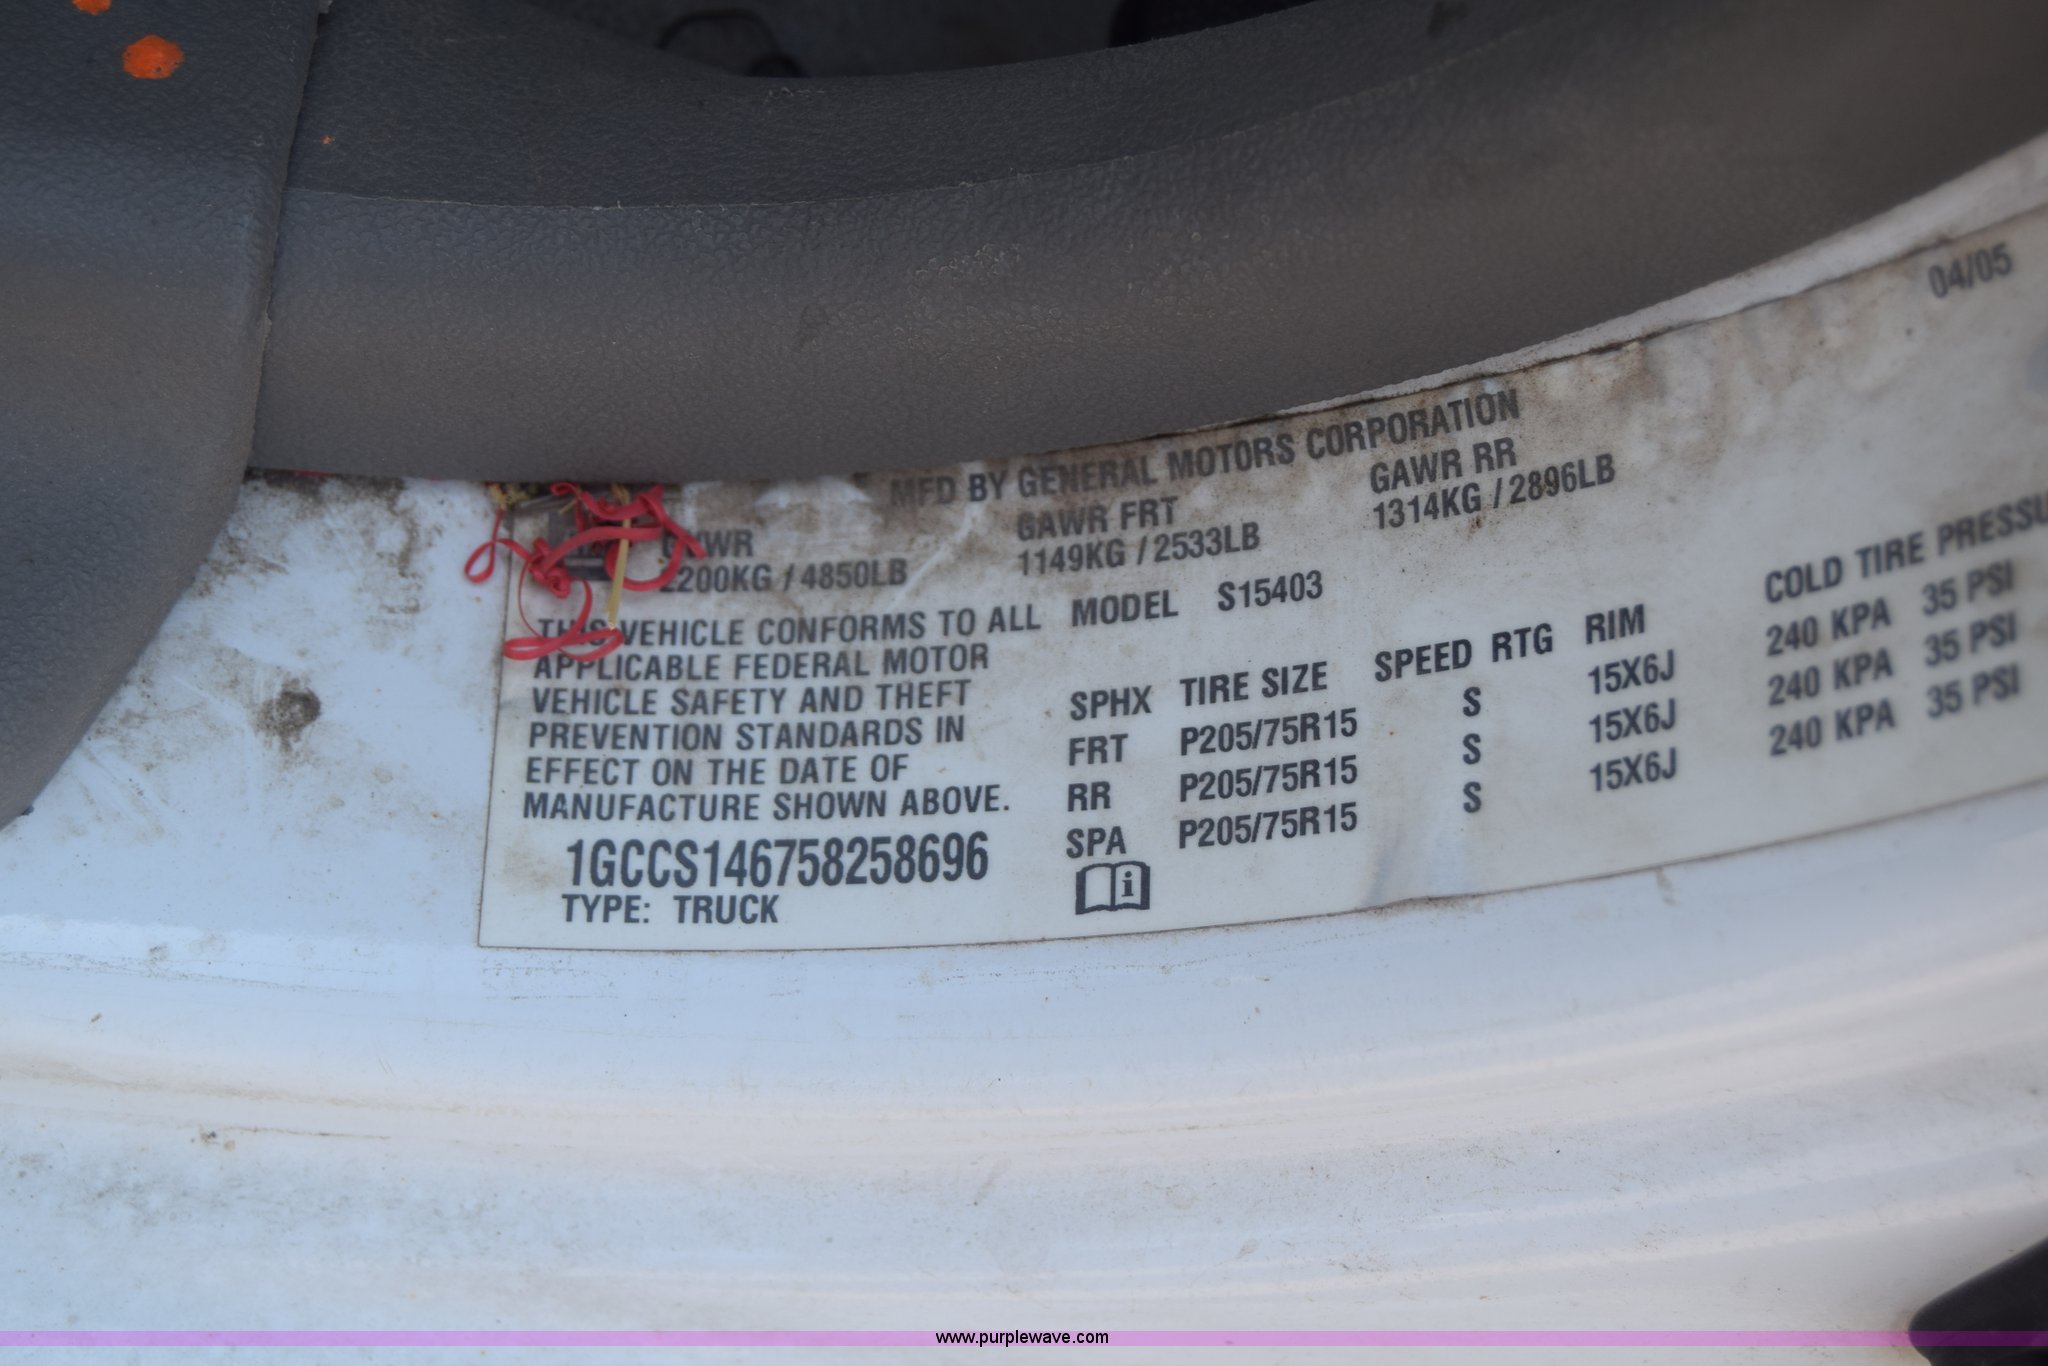 04/05
MFD BY GENERAL MOTORS CORPORATION
GVWR GAWR FRT GAWR RR
2200KG / 4850LB 1149KG / 2533LB 1314KG / 2896LB
THIS VEHICLE CONFORMS TO ALL
APPLICABLE FEDERAL MOTOR
VEHICLE SAFETY AND THEFT
PREVENTION STANDARDS IN
EFFECT ON THE DATE OF
MANUFACTURE SHOWN ABOVE.
1GCCS146758258696
TYPE: TRUCK
MODEL S15403
SPHX TIRE SIZE SPEED RTG RIM COLD TIRE PRESSU
FRT P205/75R15 S 15X6J 240 KPA 35 PSI
RR P205/75R15 S 15X6J 240 KPA 35 PSI
SPA P205/75R15 S 15X6J 240 KPA 35 PSI
i
www.purplewave.com